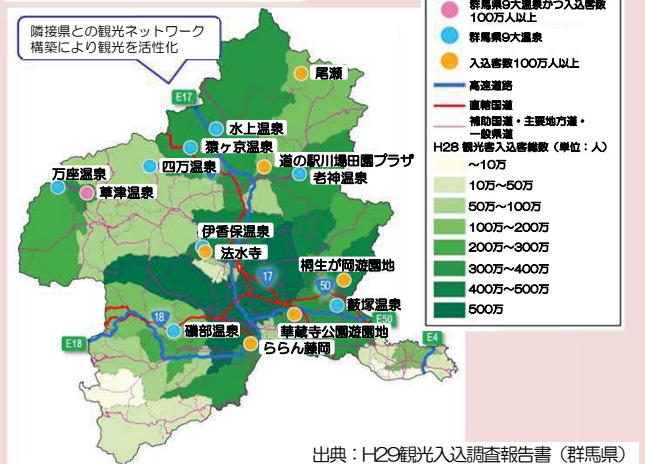 隣接県との観光ネットワーク
構築により観光を活性化
E17
尾瀬
水上温泉
猿ヶ京温泉
道の駅川場田園プラザ
四万温泉
老神温泉
万座温泉
草津温泉
伊香保温泉
法水寺
桐生が岡遊園地
17
50
藪塚温泉
18
E50
磯部温泉
華蔵寺公園遊園地
E18
ららん藤岡
E4
群馬県9大温泉かつ入込客数
100万人以上
群馬県9大温泉
入込客数100万人以上
高速道路
直轄国道
補助国道・主要地方道・
一般県道
H28 観光客入込客総数（単位：人）
～10万
10万～50万
50万～100万
100万～200万
200万～300万
300万～400万
400万～500万
500万
出典：H29観光入込調査報告書（群馬県）